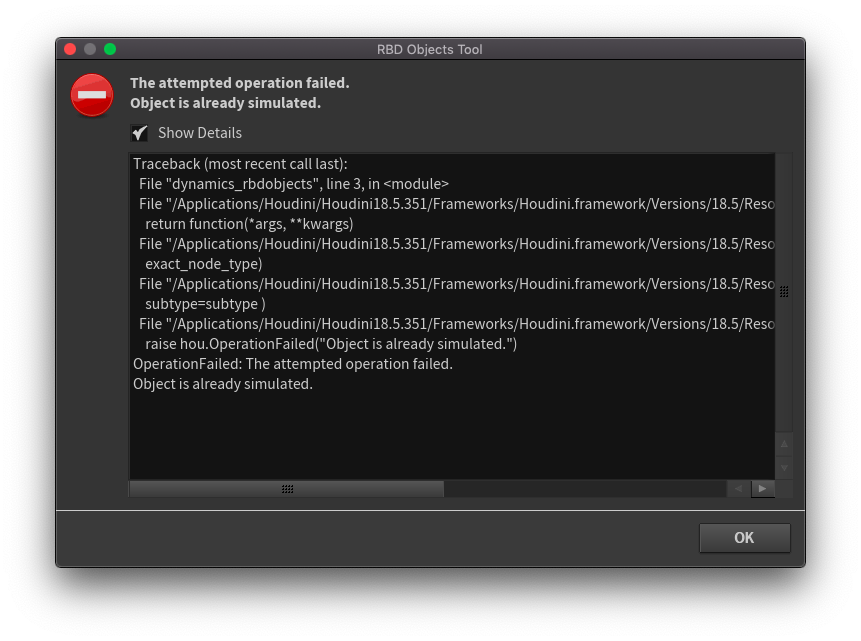 RBD Objects Tool
The attempted operation failed.
Object is already simulated.
Show Details
Traceback (most recent call last):
File "dynamics_rbdobjects", line 3, in <module>
File "/Applications/Houdini/Houdini18.5.351/Frameworks/Houdini.framework/Versions/18.5/Reso
return function(*args, **kwargs)
File "/Applications/Houdini/Houdini18.5.351/Frameworks/Houdini.framework/Versions/18.5/Reso
exact_node_type)
File "/Applications/Houdini/Houdini18.5.351/Frameworks/Houdini.framework/Versions/18.5/Reso
subtype=subtype )
File "/Applications/Houdini/Houdini18.5.351/Frameworks/Houdini.framework/Versions/18.5/Reso
raise hou.OperationFailed("Object is already simulated.")
OperationFailed: The attempted operation failed.
Object is already simulated.
OK